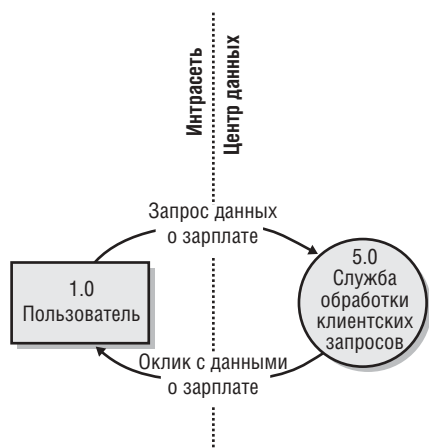 Интрасеть
Центр данных
Запрос данных
о зарплате
1.0
Пользователь
5.0
Служба
обработки
клиентских
запросов
Оклик с данными
о зарплате